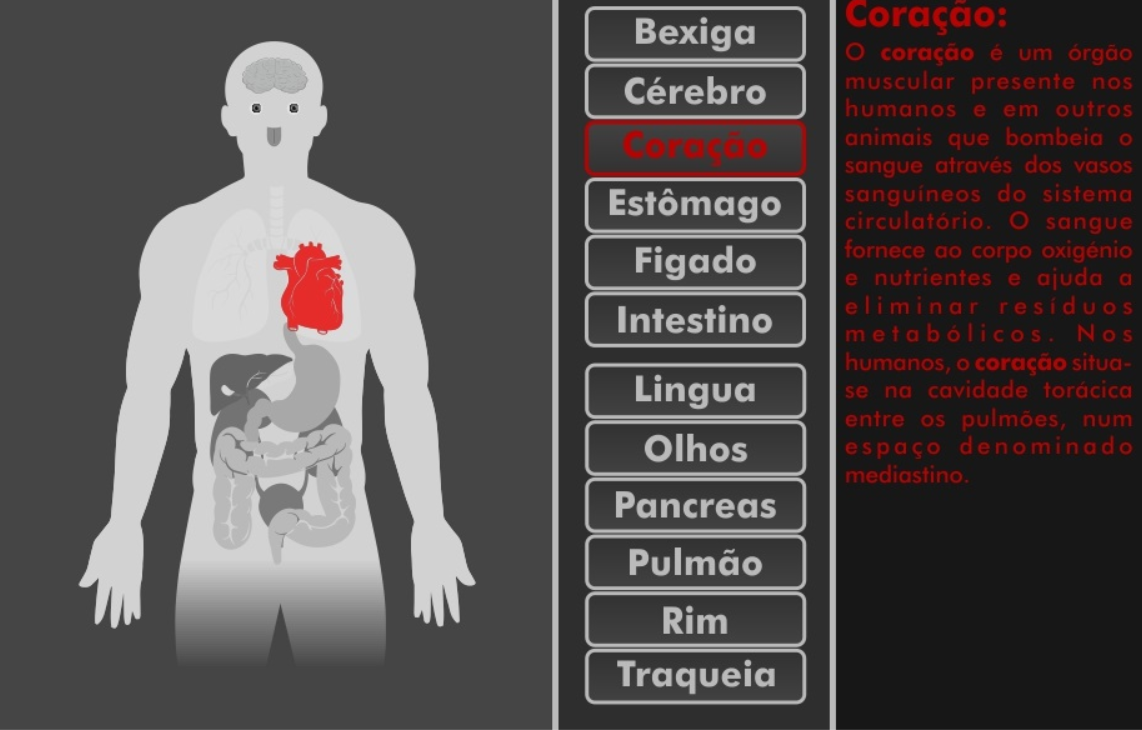 Bexiga
Cérebro
Coração
Estômago
Figado
Intestino
Lingua
Olhos
Pancreas
Pulmão
Rim
Traqueia
Coração:
O coração é um órgão
muscular presente nos
humanos e em outros
animais que bombeia o
sangue através dos vasos
sanguíneos do sistema
circulatório. O sangue
fornece ao corpo oxigénio
e nutrientes e ajuda a
eliminar resíduos
metabólicos. Nos
humanos, o coração situa-
se na cavidade torácica
entre os pulmões, num
espaço denominado
mediastino.